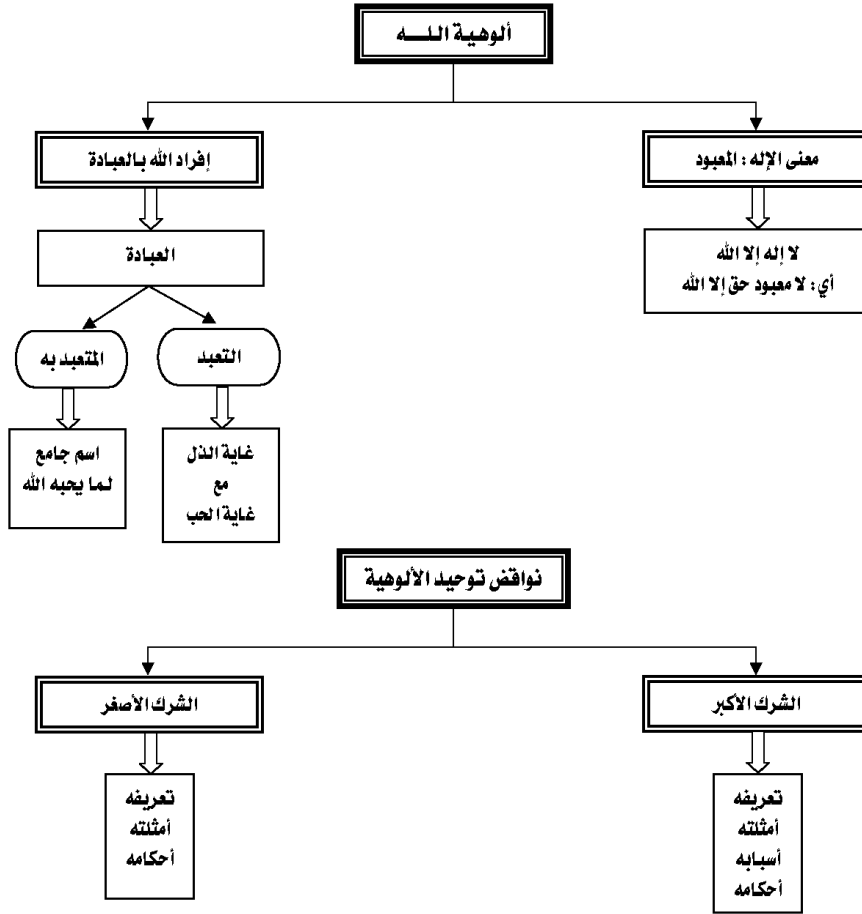 ألوهية اللـــه
معنى الإله : المعبود
إفراد الله بالعبادة
لا إله إلا الله
أي : لا معبود حق إلا الله
العبادة
التعبد
المتعبد به
غاية الذل
مع
غاية الحب
اسم جامع
لما يحبه الله
نواقض توحيد الألوهية
الشرك الأكبر
الشرك الأصغر
تعريفه
أمثلته
أسبابه
أحكامه
تعريفه
أمثلته
أحكامه